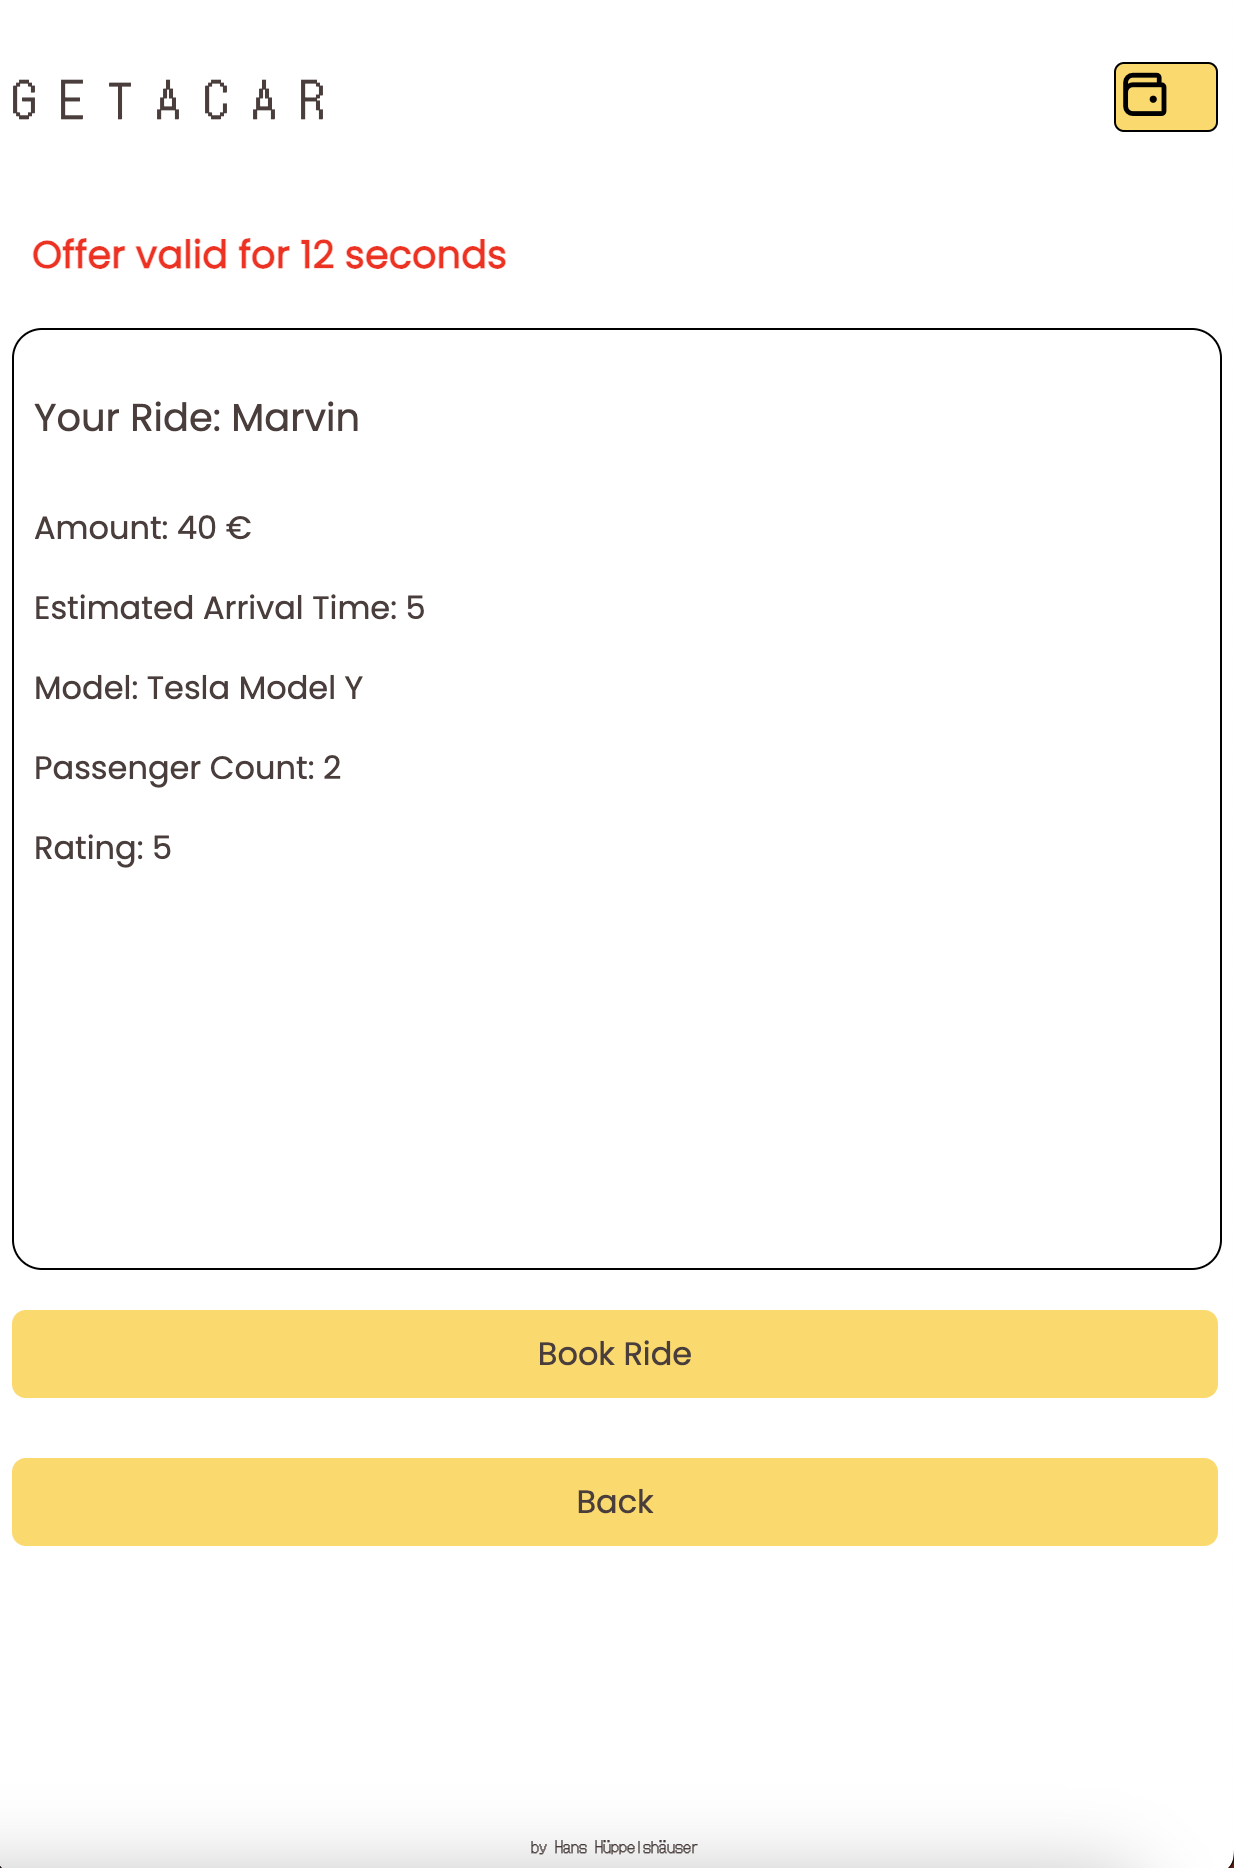 GETACAR
Offer valid for 12 seconds
Your Ride: Marvin
Amount: 40 €
Estimated Arrival Time: 5
Model: Tesla Model Y
Passenger Count: 2
Rating: 5
Book Ride
Back
by Hans Hüppelshäuser